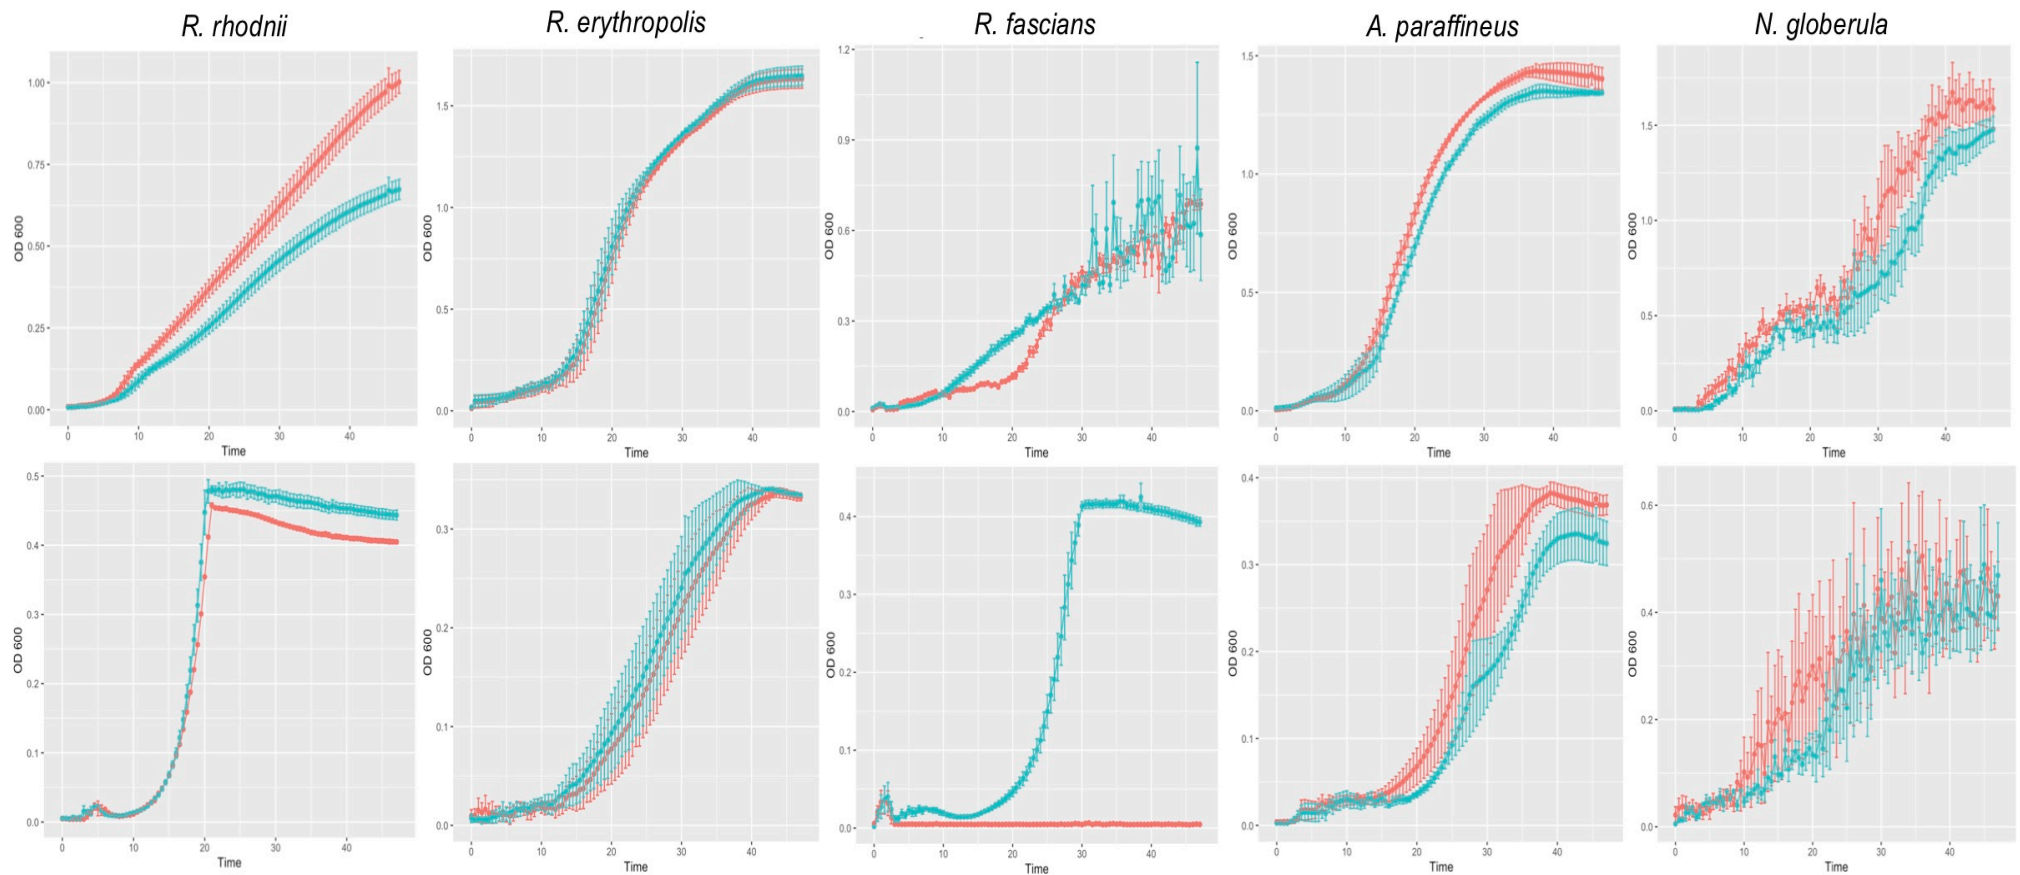 R. rhodnii
R. erythropolis
R. fascians
A. paraffineus
N. globerula
OD 600
1.00
0.75
0.50
0.25
0.00
0 10 20 30 40
Time
OD 600
1.5
1.0
0.5
0.0
0 10 20 30 40
Time
OD 600
1.2
0.9
0.6
0.3
0.0
0 10 20 30 40
Time
OD 600
1.5
1.0
0.5
0.0
0 10 20 30 40
Time
OD 600
1.5
1.0
0.5
0.0
0 10 20 30 40
Time
OD 600
0.5
0.4
0.3
0.2
0.1
0.0
0 10 20 30 40
Time
OD 600
0.3
0.2
0.1
0.0
0 10 20 30 40
Time
OD 600
0.4
0.3
0.2
0.1
0.0
0 10 20 30 40
Time
OD 600
0.4
0.3
0.2
0.1
0.0
0 10 20 30 40
Time
OD 600
0.6
0.4
0.2
0.0
0 10 20 30 40
Time